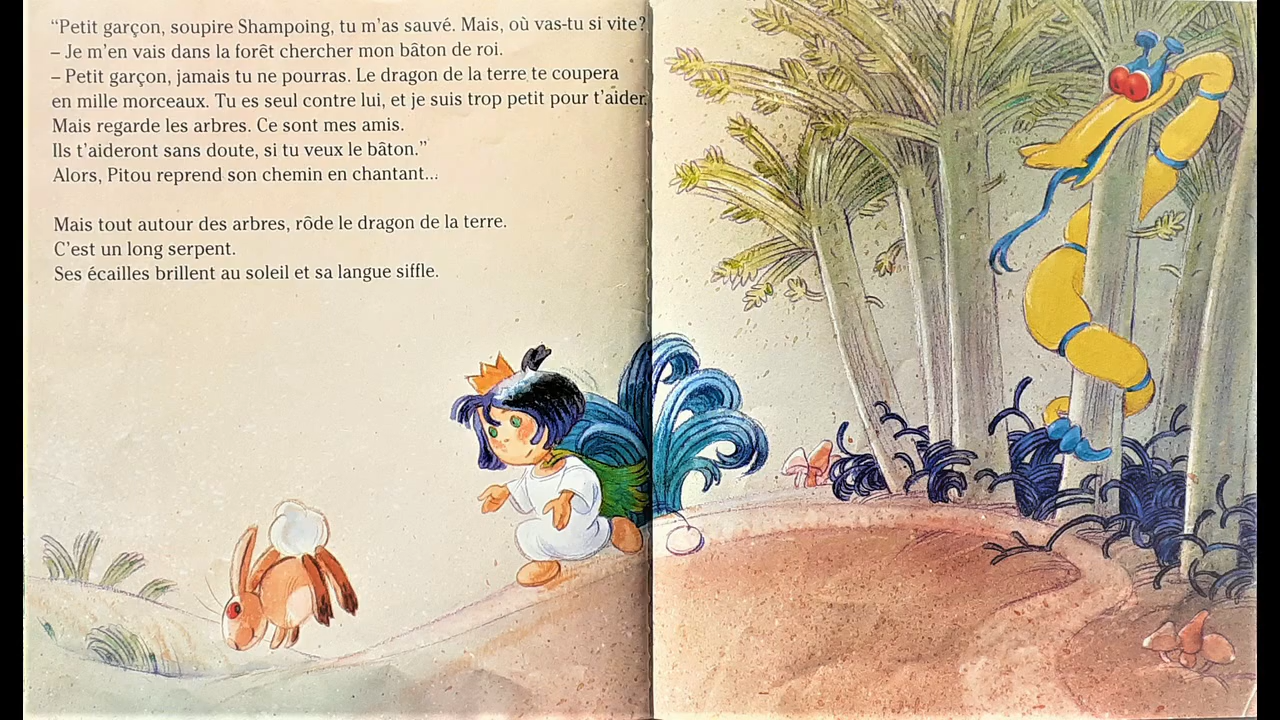 “Petit garçon, soupire Shampoing, tu m’as sauvé. Mais, où vas-tu si vite?
– Je m’en vais dans la forêt chercher mon bâton de roi.
– Petit garçon, jamais tu ne pourras. Le dragon de la terre te coupera
en mille morceaux. Tu es seul contre lui, et je suis trop petit pour t’aider.
Mais regarde les arbres. Ce sont mes amis.
Ils t’aideront sans doute, si tu veux le bâton.”
Alors, Pitou reprend son chemin en chantant...
Mais tout autour des arbres, rôde le dragon de la terre.
C’est un long serpent.
Ses écailles brillent au soleil et sa langue siffle.